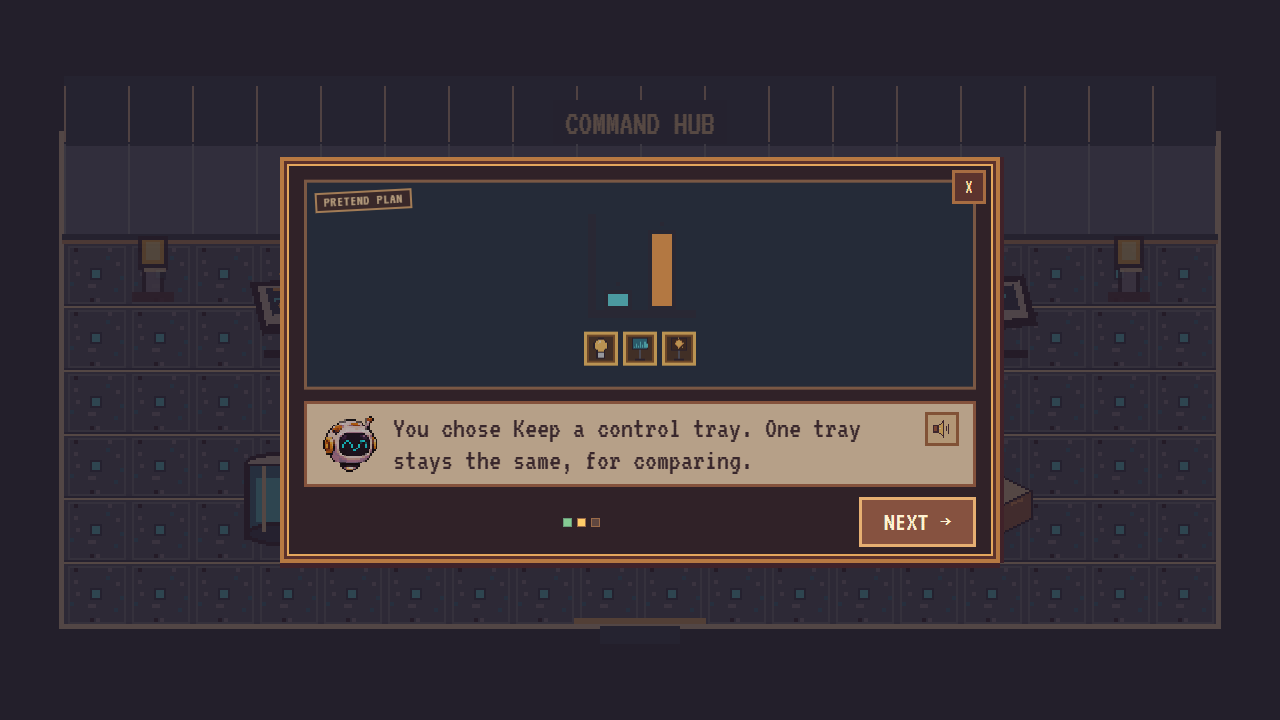 COMMAND HUB
PRETEND PLAN
X
You chose Keep a control tray. One tray
stays the same, for comparing.
NEXT →